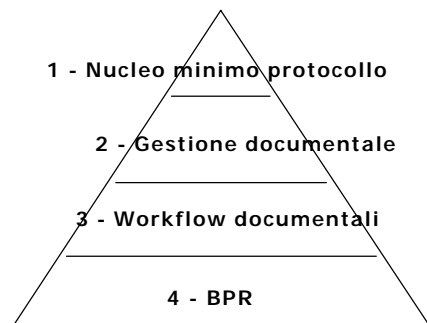 1 - Nucleo minimo protocollo
2 - Gestione documentale
3 - Workflow documentali
4 - BPR